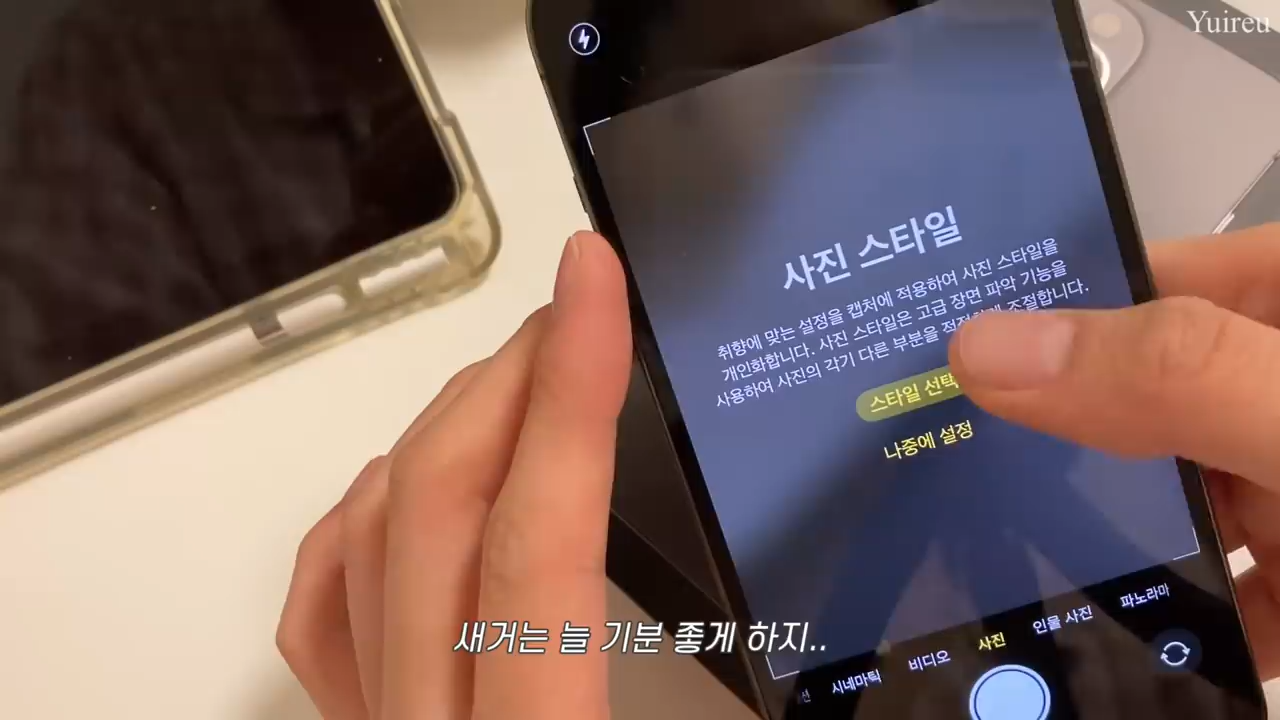 Yuireu
사진 스타일
취향에 맞는 설정을 캡처에 적용하여 사진 스타일을
개인화합니다. 사진 스타일은 고급 장면 파악 기능을
사용하여 사진의 각기 다른 부분을 조절합니다.
스타일 선택
나중에 설정
시네마틱 비디오 사진 인물 사진 파노라마
새거는 늘 기분 좋게 하지..